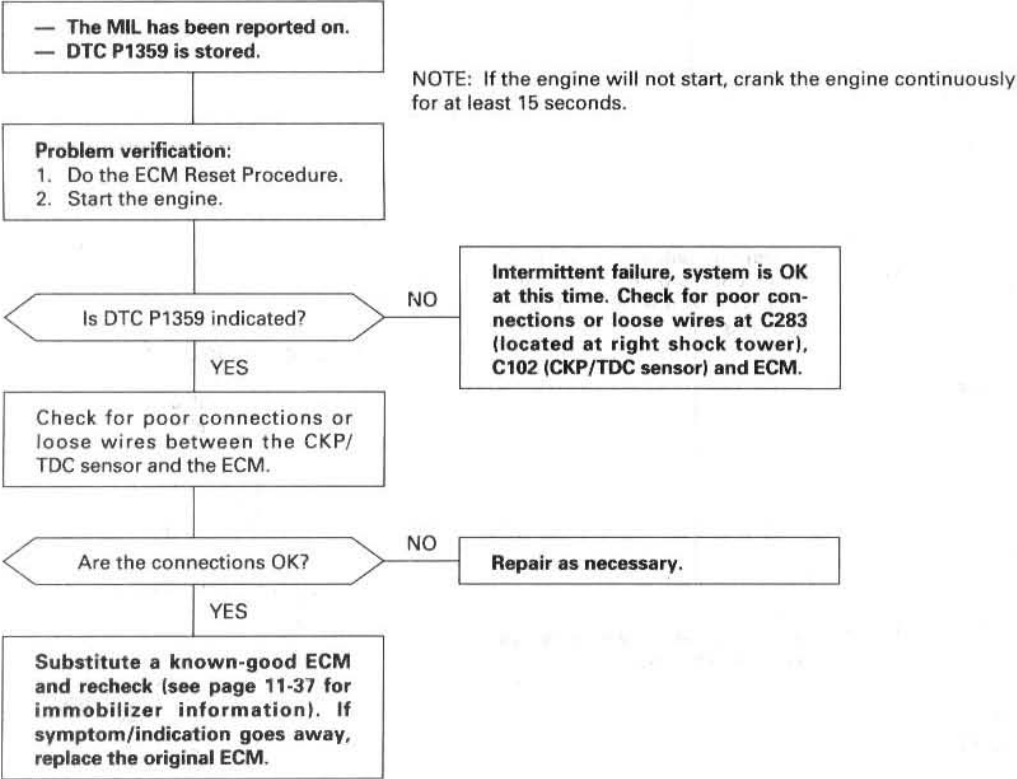 — The MIL has been reported on.
— DTC P1359 is stored.
NOTE: If the engine will not start, crank the engine continuously
for at least 15 seconds.
Problem verification:
1. Do the ECM Reset Procedure.
2. Start the engine.
Is DTC P1359 indicated?
NO
Intermittent failure, system is OK
at this time. Check for poor con-
nections or loose wires at C283
(located at right shock tower),
C102 (CKP/TDC sensor) and ECM.
YES
Check for poor connections or
loose wires between the CKP/
TDC sensor and the ECM.
Are the connections OK?
NO
Repair as necessary.
YES
Substitute a known-good ECM
and recheck (see page 11-37 for
immobilizer information). If
symptom/indication goes away,
replace the original ECM.